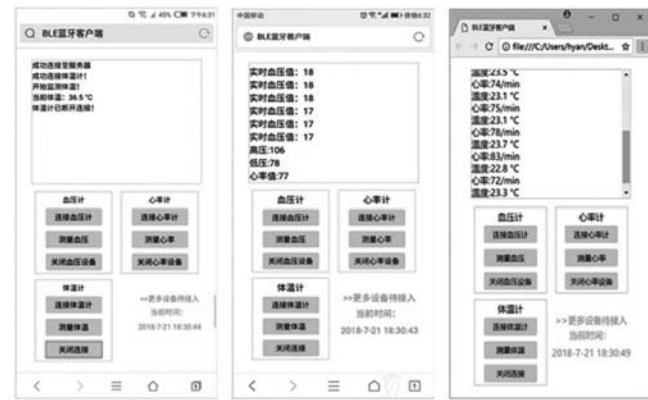 45% 下午6:31
BLE蓝牙客户端
成功连接至服务器
成功连接体温计!
开始监测体温!
当前体温: 36.5 °C
体温计已断开连接!
血压计
心率计
连接血压计
连接心率计
测量血压
测量心率
关闭血压设备
关闭心率设备
体温计
连接体温计
测量体温
关闭连接
>>更多设备待接入
当前时间:
2018-7-21 18:30:44
中国移动
6:32
BLE蓝牙客户端
实时血压值: 18
实时血压值: 18
实时血压值: 18
实时血压值: 17
实时血压值: 17
实时血压值: 17
高压:106
低压:78
心率值:77
血压计
心率计
连接血压计
连接心率计
测量血压
测量心率
关闭血压设备
关闭心率设备
体温计
连接体温计
测量体温
关闭连接
>>更多设备待接入
当前时间:
2018-7-21 18:30:43
BLE蓝牙客户端
file:///C:/Users/hyan/Deskt...
温度:23.5 °C
心率:74/min
温度:23.1 °C
心率:75/min
温度:23.1 °C
心率:78/min
温度:23.7 °C
心率:83/min
温度:22.8 °C
心率:72/min
温度:23.3 °C
血压计
心率计
连接血压计
连接心率计
测量血压
测量心率
关闭血压设备
关闭心率设备
体温计
连接体温计
测量体温
关闭连接
>>更多设备待接入
当前时间:
2018-7-21 18:30:49